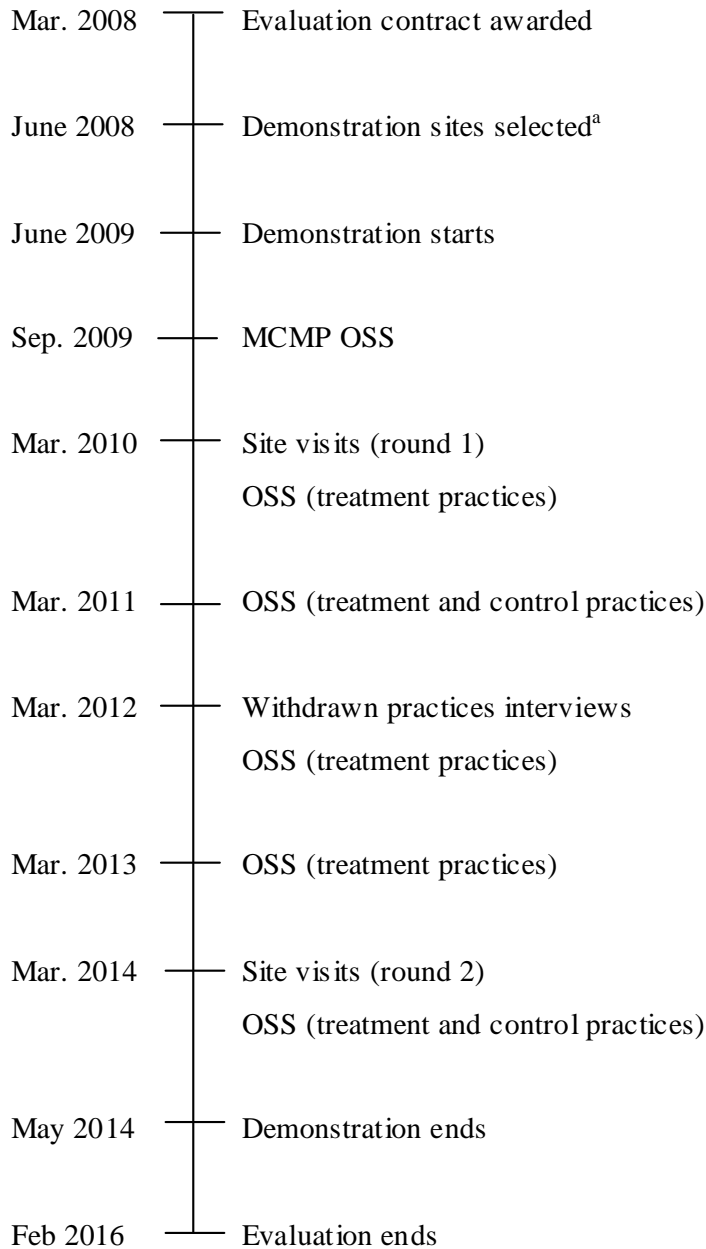 Mar. 2008 Evaluation contract awarded
June 2008 Demonstration sites selectedᵃ
June 2009 Demonstration starts
Sep. 2009 MCMP OSS
Mar. 2010 Site visits (round 1)
OSS (treatment practices)
Mar. 2011 OSS (treatment and control practices)
Mar. 2012 Withdrawn practices interviews
OSS (treatment practices)
Mar. 2013 OSS (treatment practices)
Mar. 2014 Site visits (round 2)
OSS (treatment and control practices)
May 2014 Demonstration ends
Feb 2016 Evaluation ends